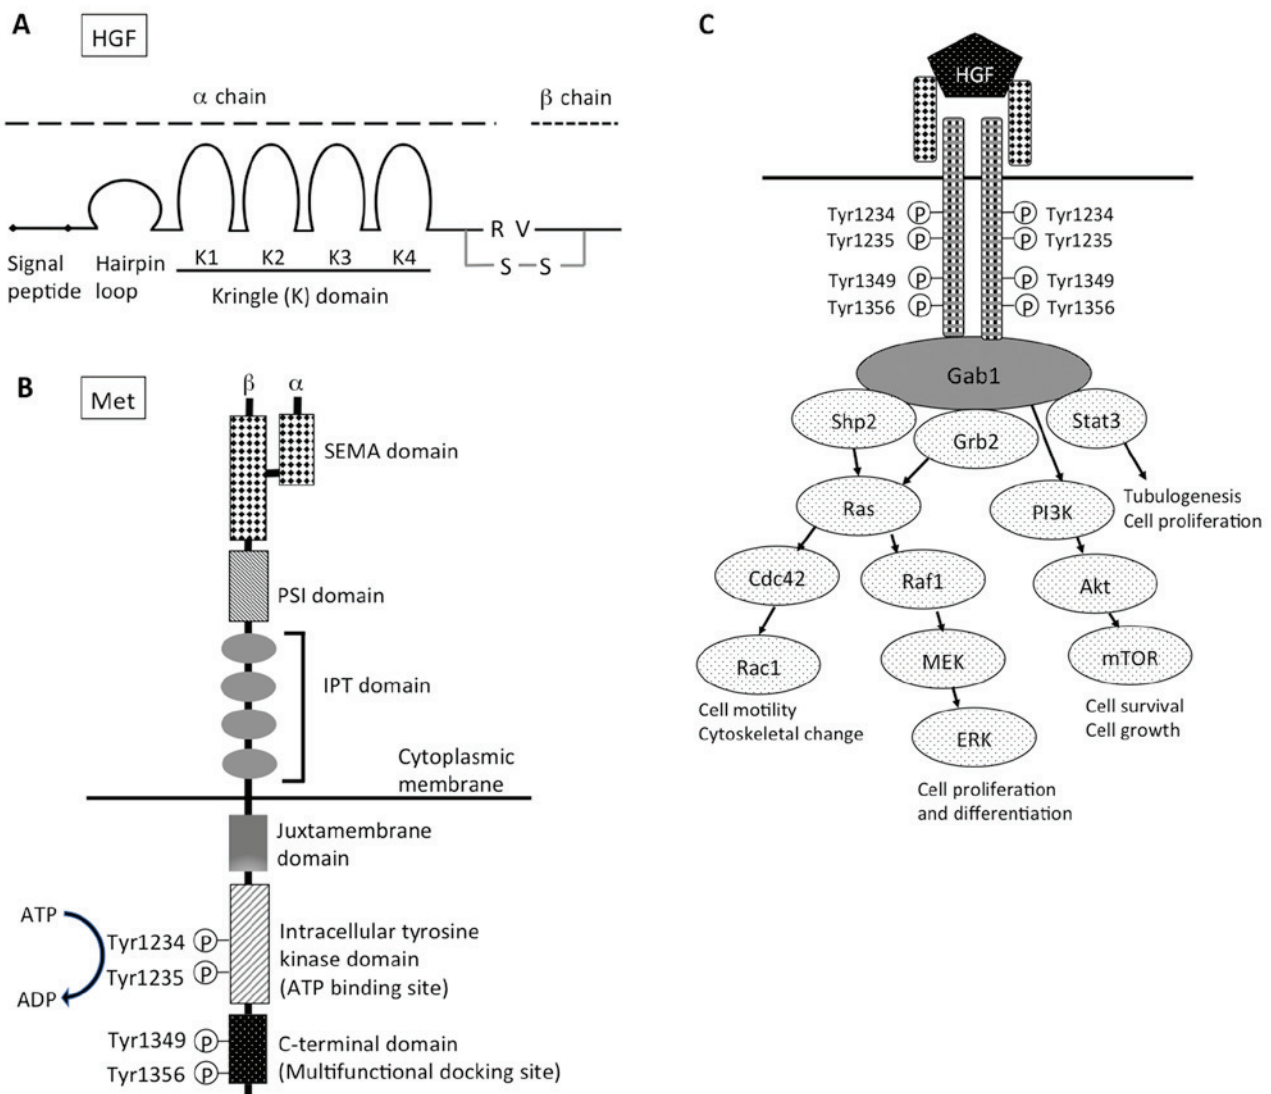 A
HGF
α chain
β chain
R V
S S
K1 K2 K3 K4
Signal
peptide
Hairpin
loop
Kringle (K) domain
B
Met
β α
SEMA domain
PSI domain
IPT domain
Cytoplasmic
membrane
Juxtamembrane
domain
ATP
ADP
Tyr1234 P
Tyr1235 P
Intracellular tyrosine
kinase domain
(ATP binding site)
Tyr1349 P
Tyr1356 P
C-terminal domain
(Multifunctional docking site)
C
HGF
Tyr1234 P P Tyr1234
Tyr1235 P P Tyr1235
Tyr1349 P P Tyr1349
Tyr1356 P P Tyr1356
Gab1
Shp2
Grb2
Stat3
Ras
PI3K
Tubulogenesis
Cell proliferation
Cdc42
Raf1
Akt
Rac1
MEK
mTOR
Cell motility
Cytoskeletal change
ERK
Cell survival
Cell growth
Cell proliferation
and differentiation